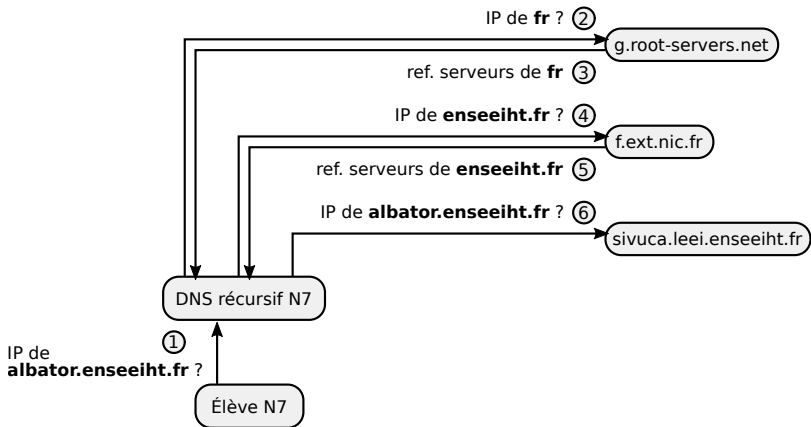 IP de fr ? 2
g.root-servers.net
ref. serveurs de fr 3
IP de enseeiht.fr ? 4
f.ext.nic.fr
ref. serveurs de enseeiht.fr 5
IP de albator.enseeiht.fr ? 6
sivuca.leei.enseeiht.fr
DNS récursif N7
1
IP de
albator.enseeiht.fr ?
Élève N7